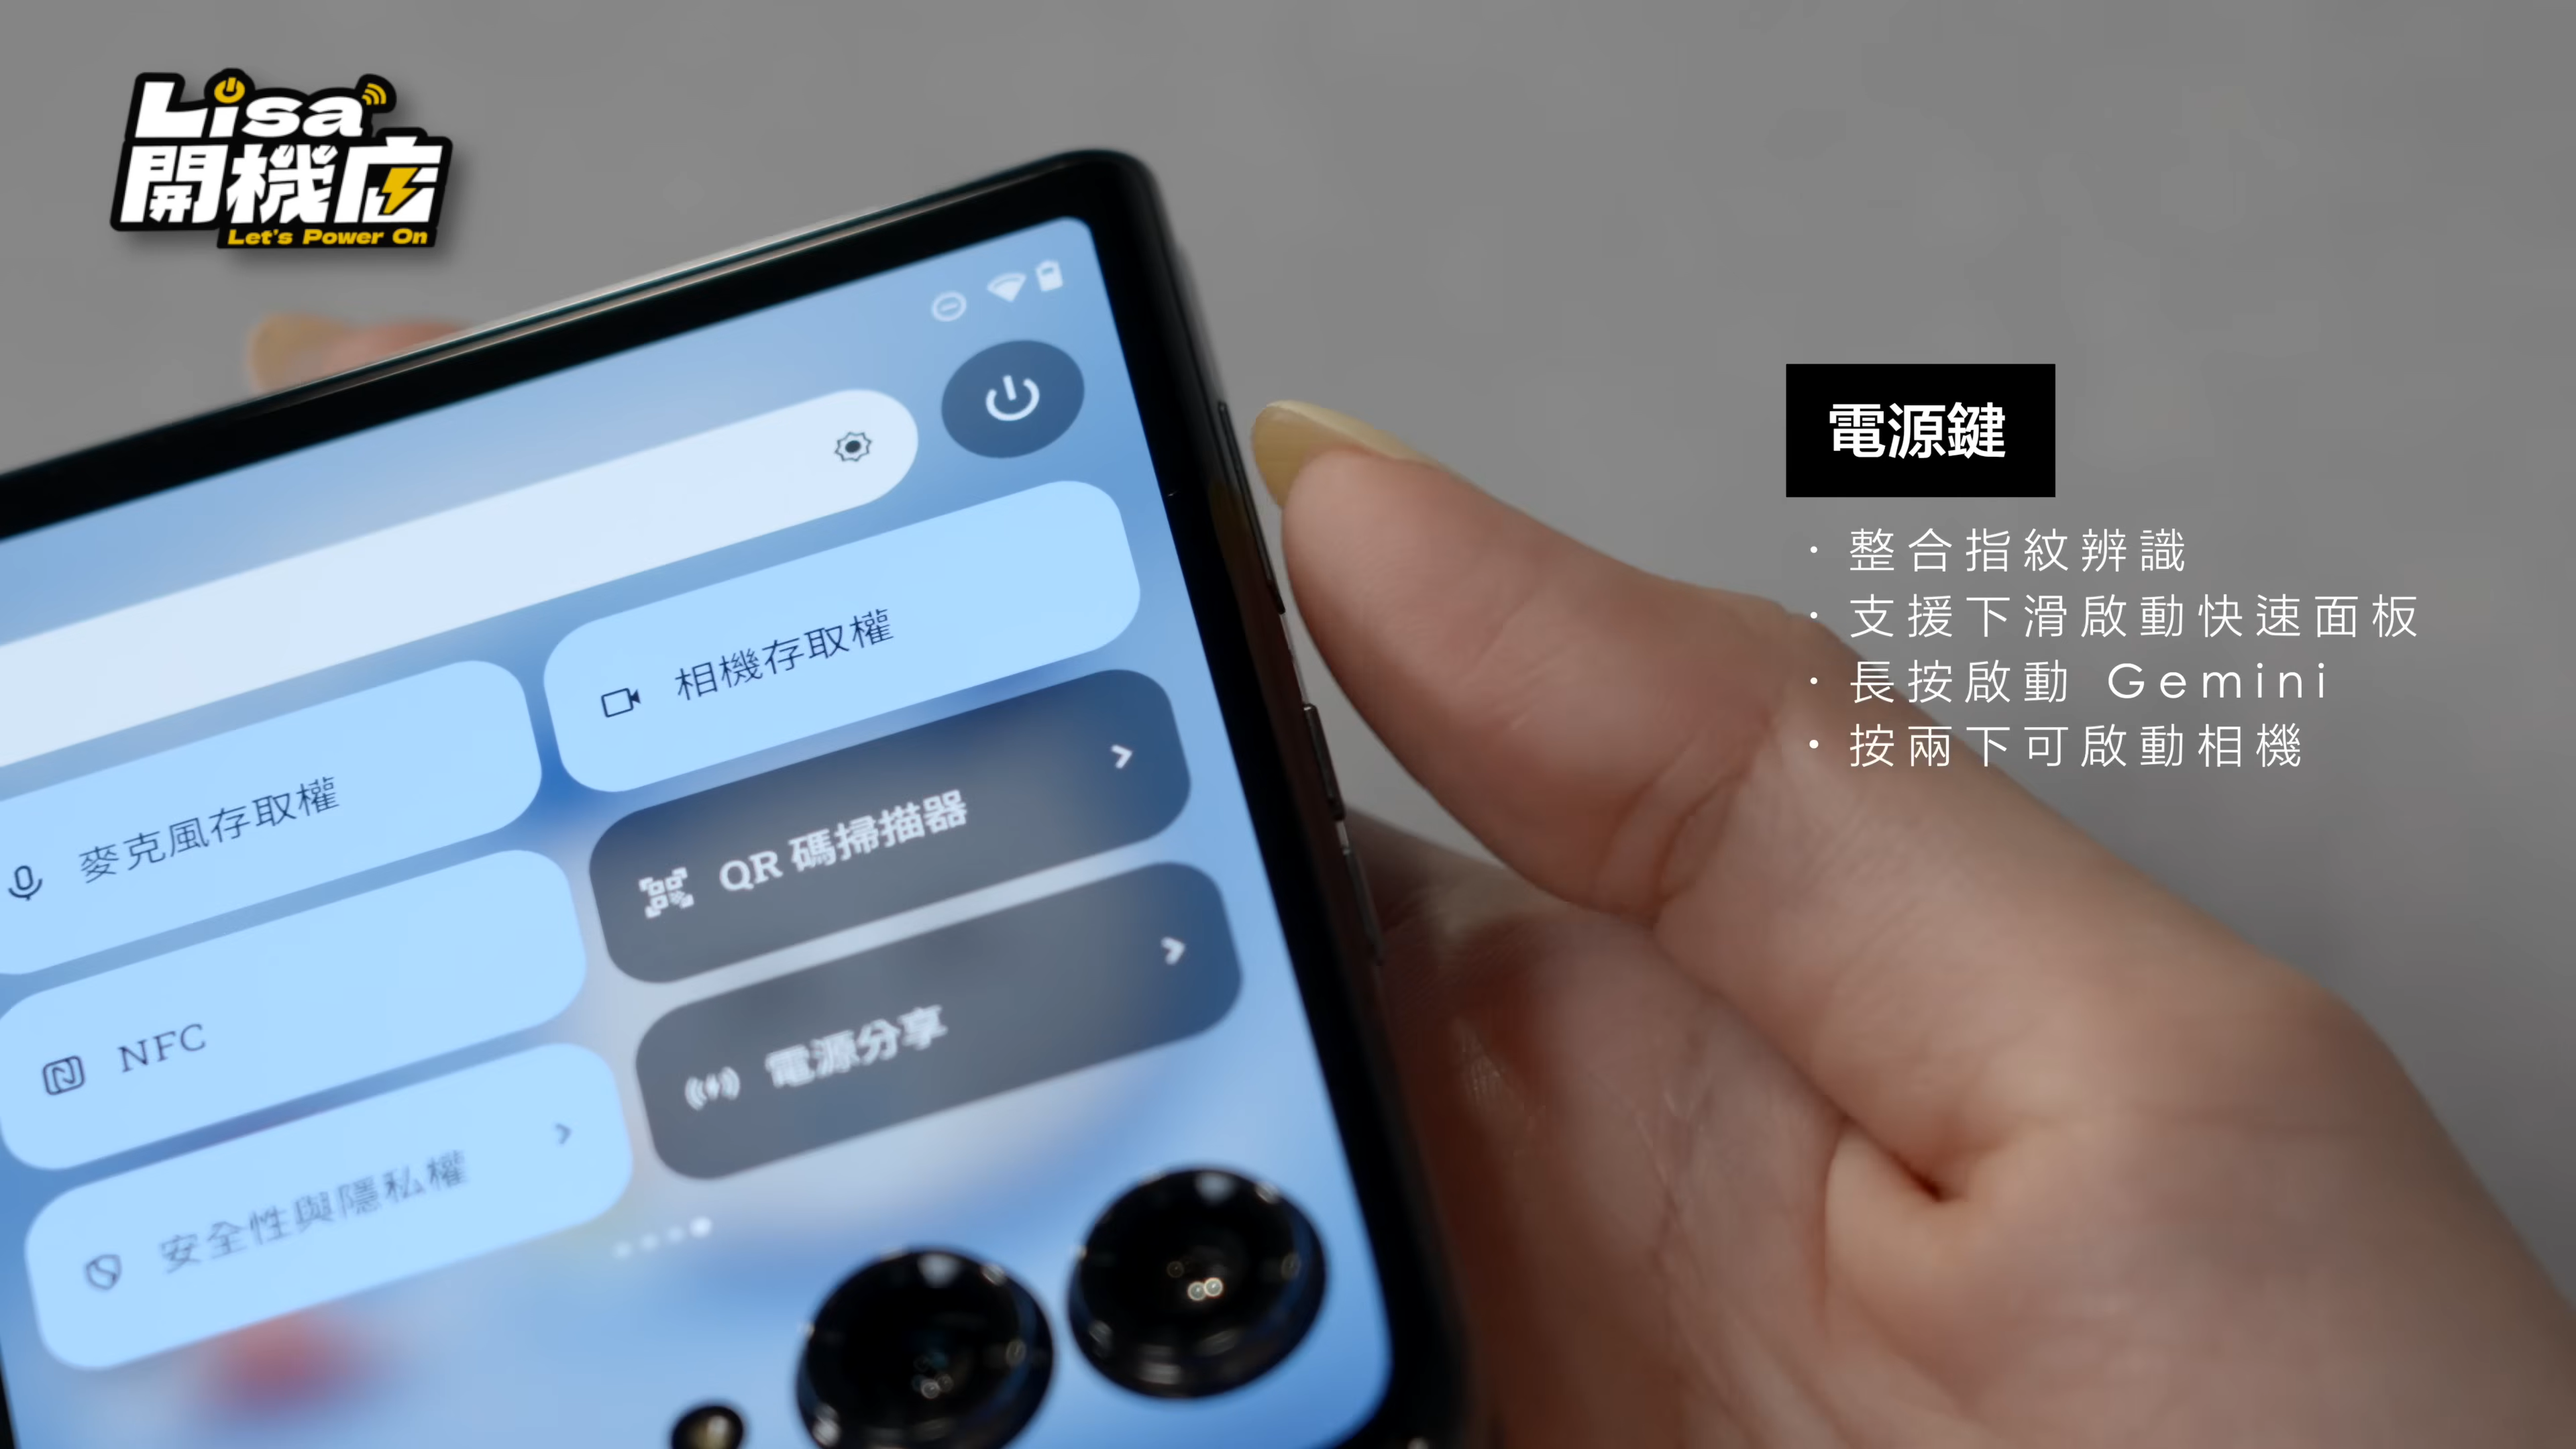 Lisa
開機店
Let's Power On
電源鍵
· 整合指紋辨識
· 支援下滑啟動快速面板
· 長按啟動 Gemini
· 按兩下可啟動相機
相機存取權
麥克風存取權
QR 碼掃描器
NFC
電源分享
安全性與隱私權